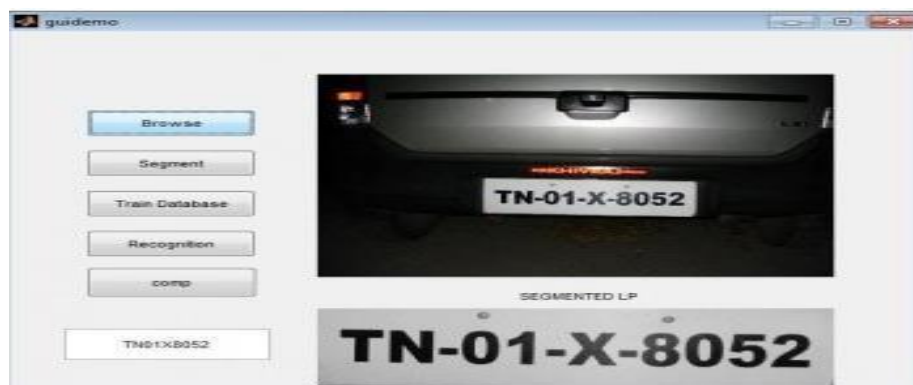 guidemo
Browse
Segment
Train Database
Recognition
comp
TN01X8052
TN-01-X-8052
SEGMENTED LP
TN-01-X-8052